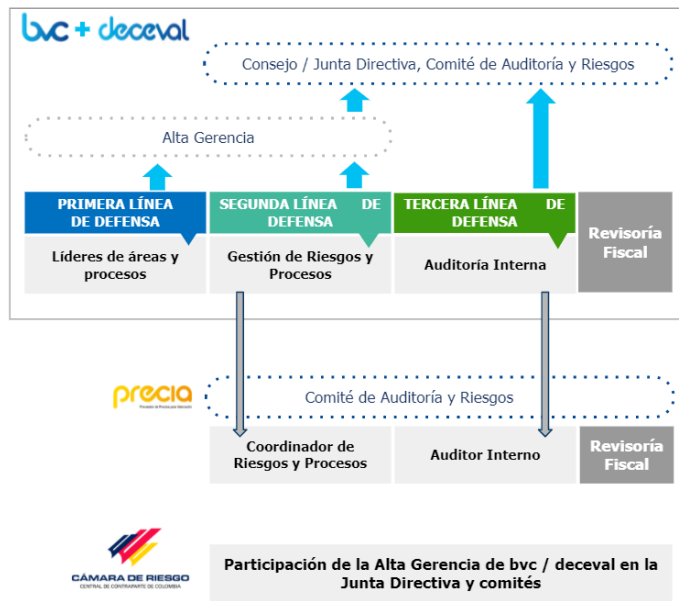 bvc + deceval
Consejo / Junta Directiva, Comité de Auditoría y Riesgos
Alta Gerencia
PRIMERA LÍNEA
DE DEFENSA
SEGUNDA LÍNEA DE
DEFENSA
TERCERA LÍNEA DE
DEFENSA
Revisoría
Fiscal
Líderes de áreas y
procesos
Gestión de Riesgos y
Procesos
Auditoría Interna
precia
Comité de Auditoría y Riesgos
Coordinador de
Riesgos y Procesos
Auditor Interno
Revisoría
Fiscal
CÁMARA DE RIESGO
CENTRAL DE CONTRAPARTE DE COLOMBIA
Participación de la Alta Gerencia de bvc / deceval en la
Junta Directiva y comités